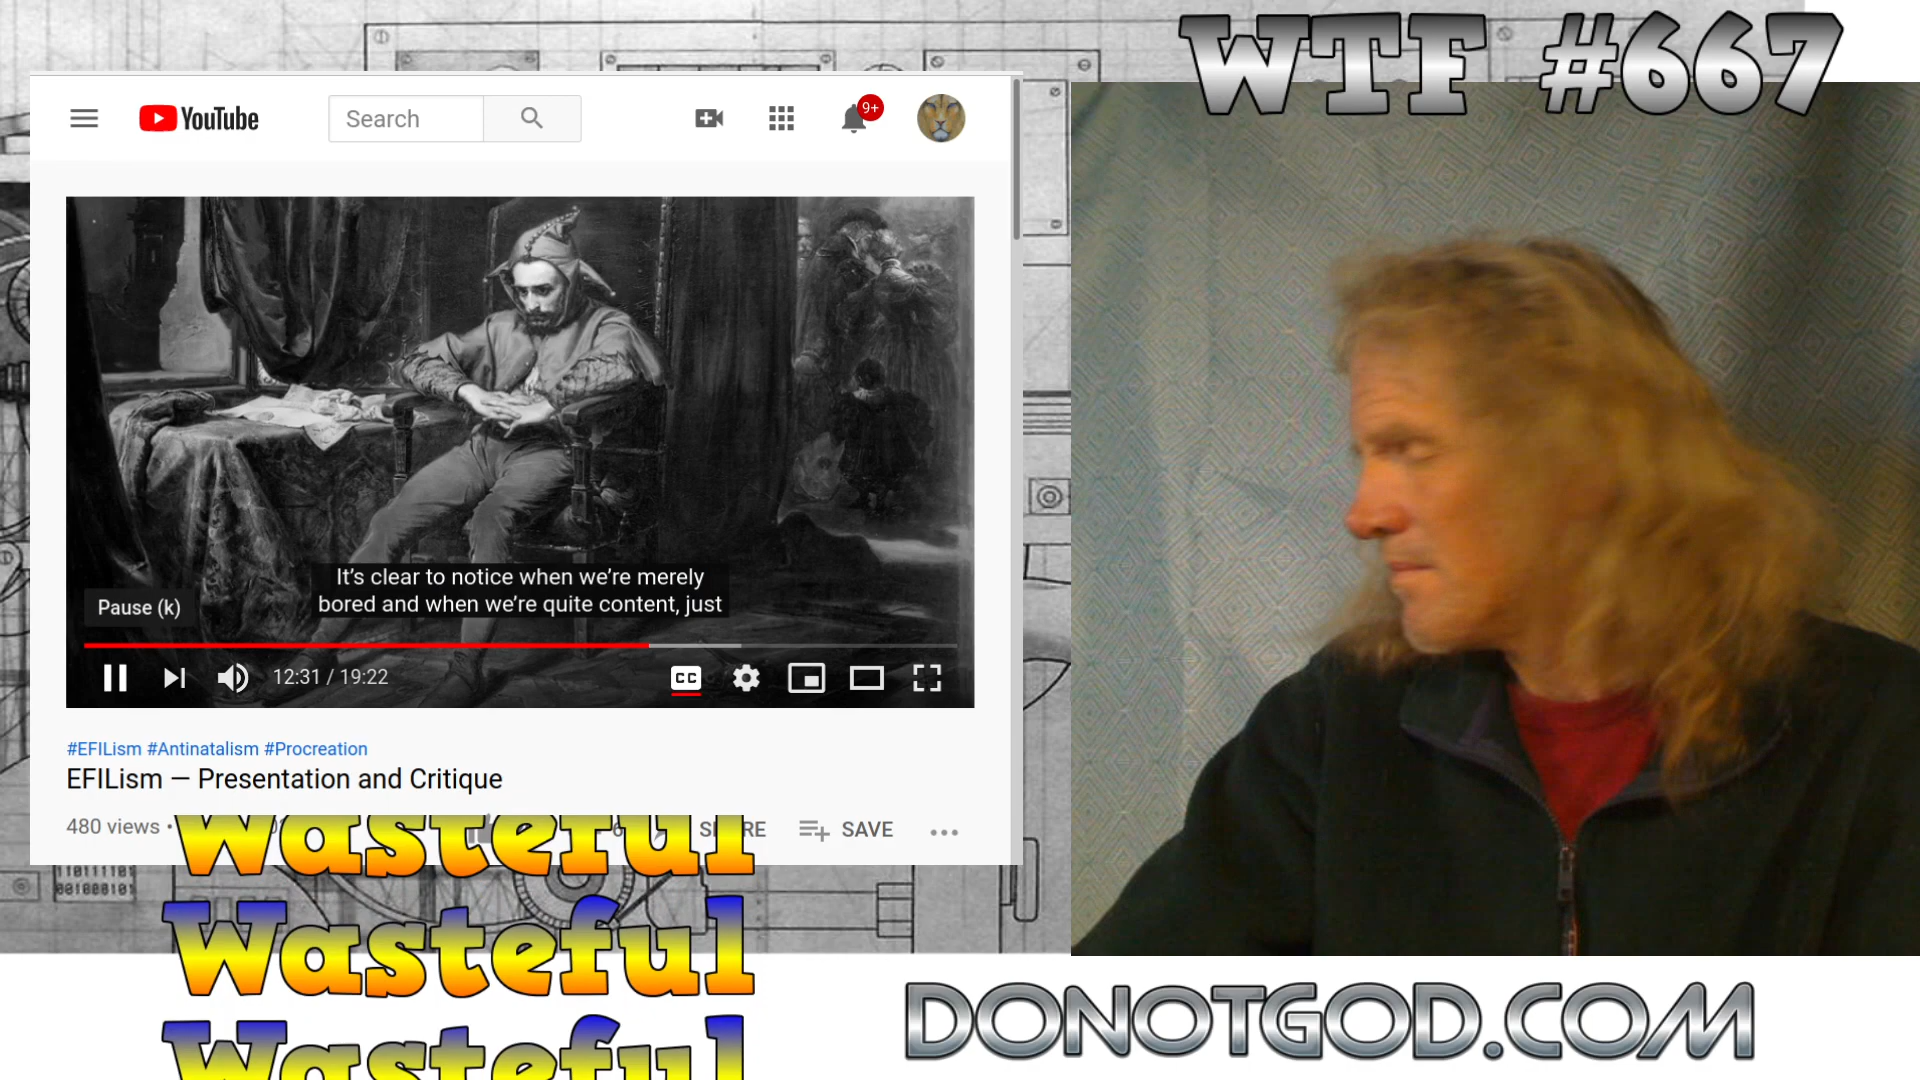 WTF #667
YouTube
Search
9+
It's clear to notice when we're merely
bored and when we're quite content, just
Pause (k)
12:31 / 19:22
CC
#EFILism #Antinatalism #Procreation
EFILism — Presentation and Critique
480 views •
SAVE
Wasteful
Wasteful
Wasteful
DONOTGOD.COM